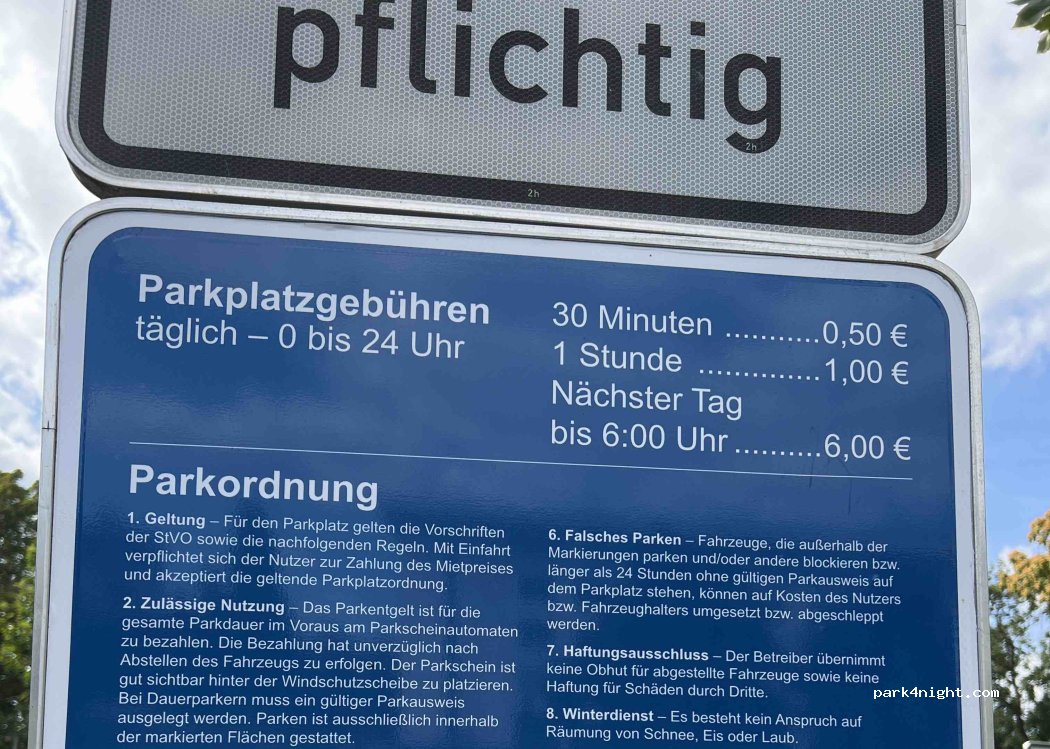 pflichtig
2h
2h
Parkplatzgebühren
täglich – 0 bis 24 Uhr
30 Minuten ...........0,50 €
1 Stunde ..............1,00 €
Nächster Tag
bis 6:00 Uhr..........6,00 €
Parkordnung
1. Geltung – Für den Parkplatz gelten die Vorschriften
der StVO sowie die nachfolgenden Regeln. Mit Einfahrt
verpflichtet sich der Nutzer zur Zahlung des Mietpreises
und akzeptiert die geltende Parkplatzordnung.
2. Zulässige Nutzung – Das Parkentgelt ist für die
gesamte Parkdauer im Voraus am Parkscheinautomaten
zu bezahlen. Die Bezahlung hat unverzüglich nach
Abstellen des Fahrzeugs zu erfolgen. Der Parkschein ist
gut sichtbar hinter der Windschutzscheibe zu platzieren.
Bei Dauerparkern muss ein gültiger Parkausweis
ausgelegt werden. Parken ist ausschließlich innerhalb
der markierten Flächen gestattet.
6. Falsches Parken – Fahrzeuge, die außerhalb der
Markierungen parken und/oder andere blockieren bzw.
länger als 24 Stunden ohne gültigen Parkausweis auf
dem Parkplatz stehen, können auf Kosten des Nutzers
bzw. Fahrzeughalters umgesetzt bzw. abgeschleppt
werden.
7. Haftungsausschluss – Der Betreiber übernimmt
keine Obhut für abgestellte Fahrzeuge sowie keine
Haftung für Schäden durch Dritte.
8. Winterdienst – Es besteht kein Anspruch auf
Räumung von Schnee, Eis oder Laub.
park4night.com